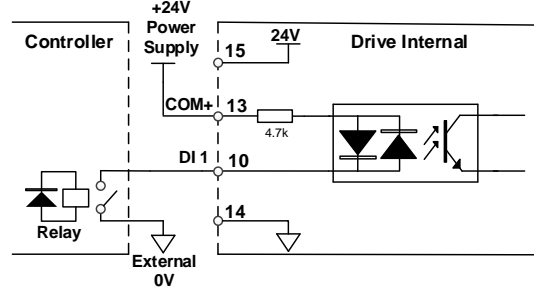 +24V
Power
Supply
Controller
Drive Internal
24V
15
COM+
13
4.7k
DI 1
10
14
Relay
External
0V